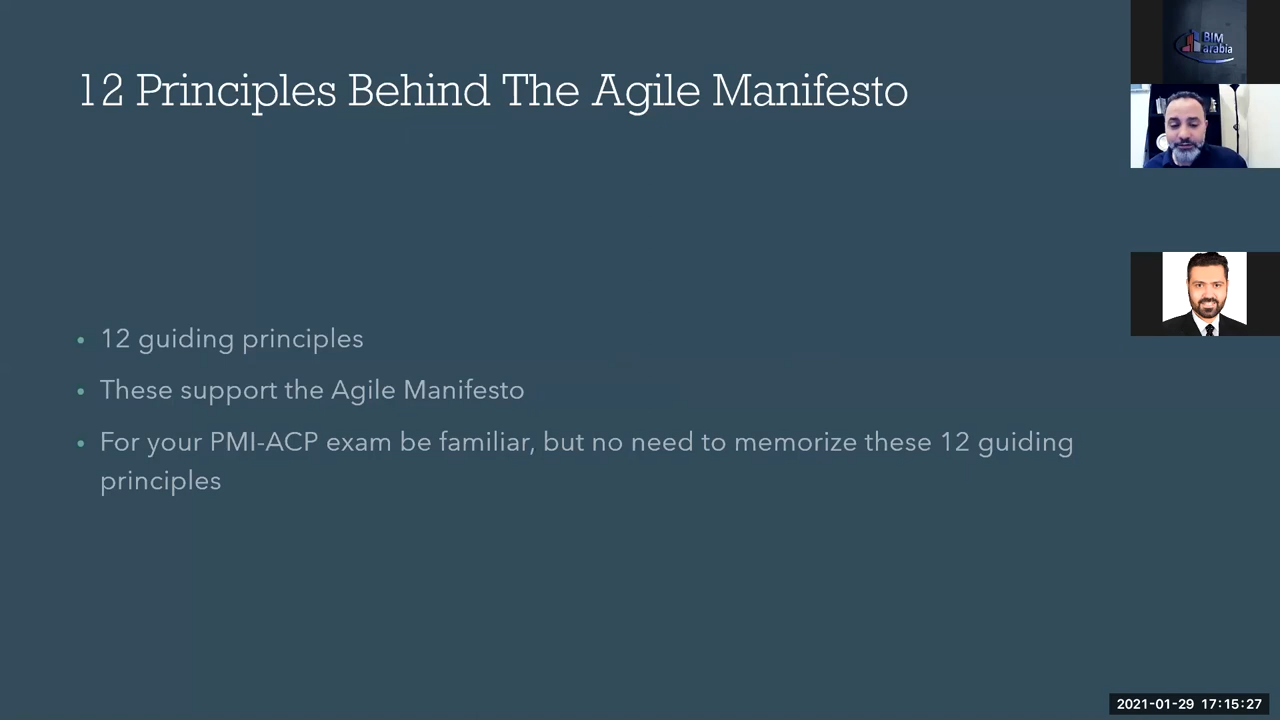 12 Principles Behind The Agile Manifesto
BIM
arabia
• 12 guiding principles
• These support the Agile Manifesto
• For your PMI-ACP exam be familiar, but no need to memorize these 12 guiding
principles
2021-01-29 17:15:27